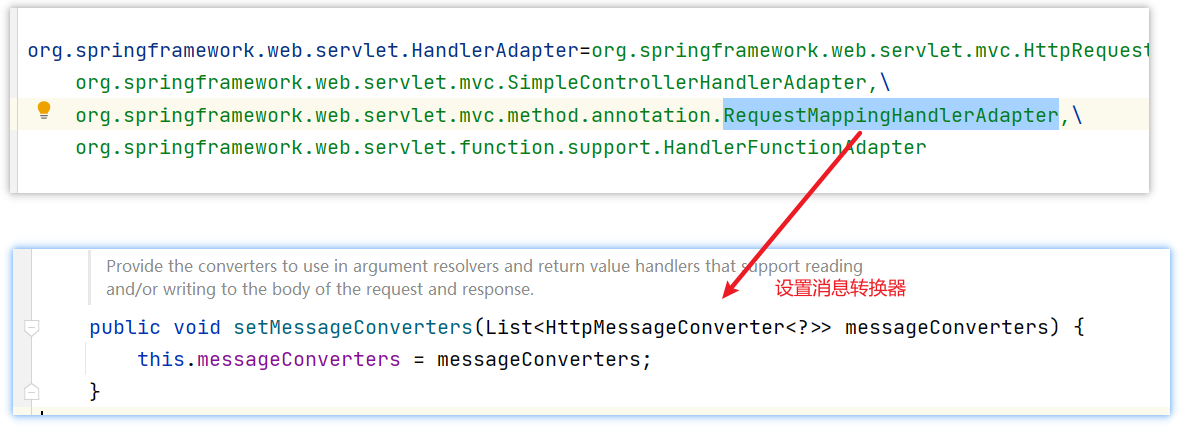 org.springframework.web.servlet.HandlerAdapter=org.springframework.web.servlet.mvc.HttpRequest
org.springframework.web.servlet.mvc.SimpleControllerHandlerAdapter,\
org.springframework.web.servlet.mvc.method.annotation.RequestMappingHandlerAdapter,\
org.springframework.web.servlet.function.support.HandlerFunctionAdapter
Provide the converters to use in argument resolvers and return value handlers that support reading
and/or writing to the body of the request and response.
设置消息转换器
public void setMessageConverters(List<HttpMessageConverter<?>> messageConverters) {
this.messageConverters = messageConverters;
}